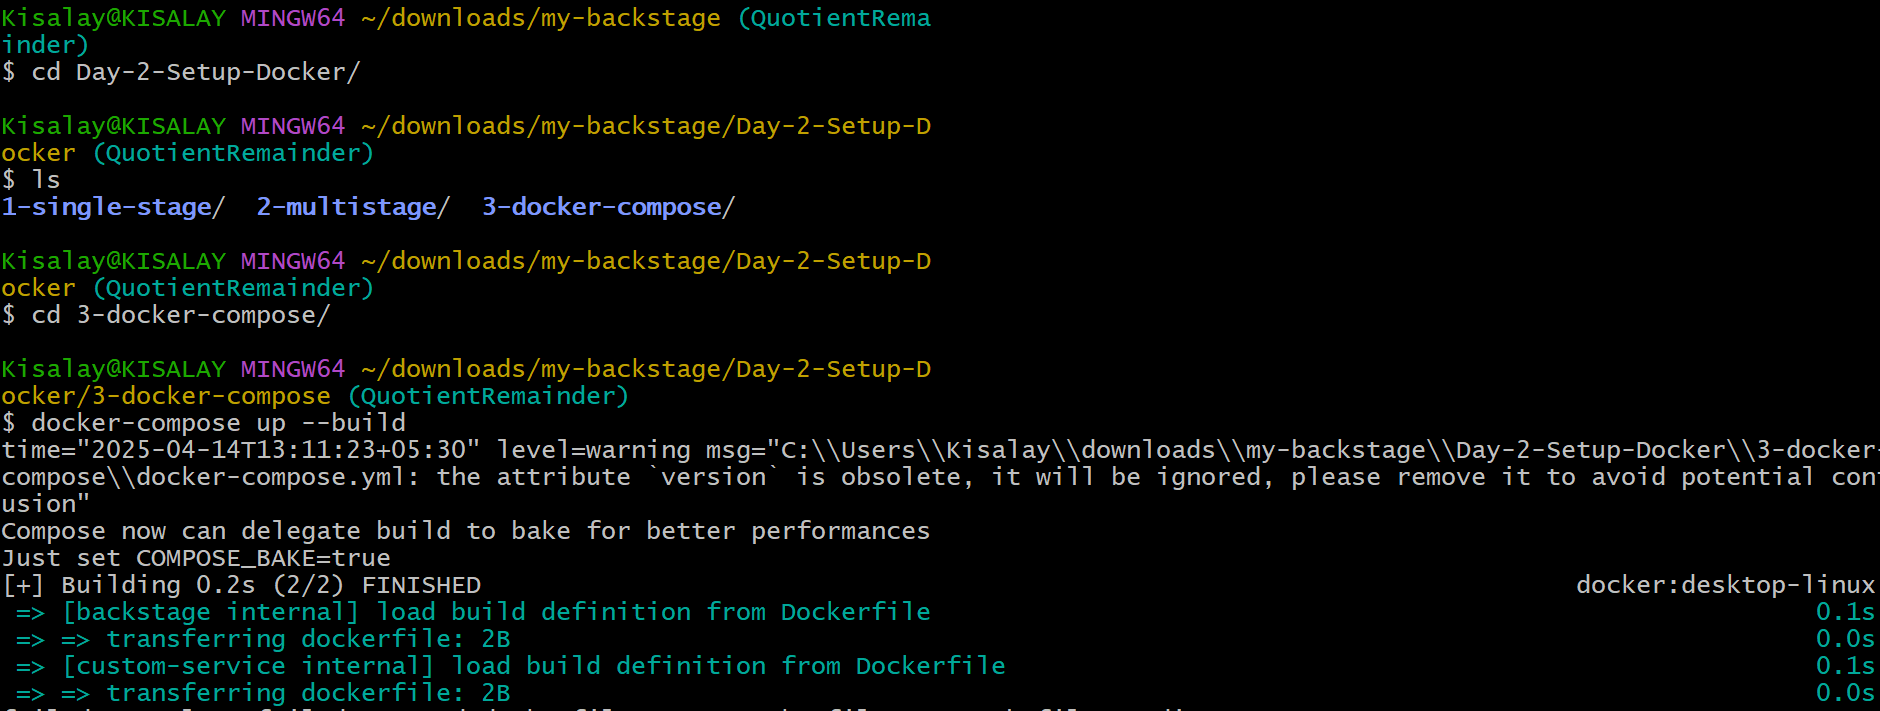 Kisalay@KISALAY MINGW64 ~/downloads/my-backstage (QuotientRema
inder)
$ cd Day-2-Setup-Docker/
Kisalay@KISALAY MINGW64 ~/downloads/my-backstage/Day-2-Setup-D
ocker (QuotientRemainder)
$ ls
1-single-stage/  2-multistage/  3-docker-compose/
Kisalay@KISALAY MINGW64 ~/downloads/my-backstage/Day-2-Setup-D
ocker (QuotientRemainder)
$ cd 3-docker-compose/
Kisalay@KISALAY MINGW64 ~/downloads/my-backstage/Day-2-Setup-D
ocker/3-docker-compose (QuotientRemainder)
$ docker-compose up --build
time="2025-04-14T13:11:23+05:30" level=warning msg="C:\\Users\\Kisalay\\downloads\\my-backstage\\Day-2-Setup-Docker\\3-docker-
compose\\docker-compose.yml: the attribute `version` is obsolete, it will be ignored, please remove it to avoid potential conf
usion"
Compose now can delegate build to bake for better performances
Just set COMPOSE_BAKE=true
[+] Building 0.2s (2/2) FINISHED docker:desktop-linux
=> [backstage internal] load build definition from Dockerfile 0.1s
=> => transferring dockerfile: 2B 0.0s
=> [custom-service internal] load build definition from Dockerfile 0.1s
=> => transferring dockerfile: 2B 0.0s